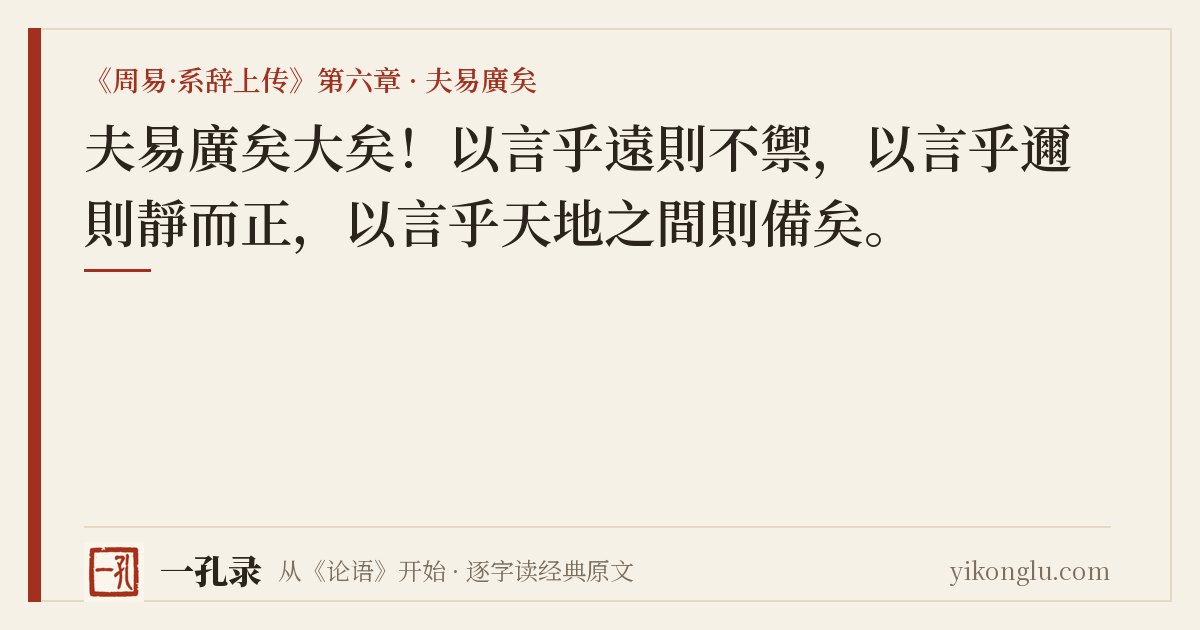 《周易·系辞上传》第六章 · 夫易廣矣
夫易廣矣大矣！以言乎遠則不禦，以言乎邇
則靜而正，以言乎天地之間則備矣。
一孔
一孔录 从《论语》开始 · 逐字读经典原文 yikonglu.com